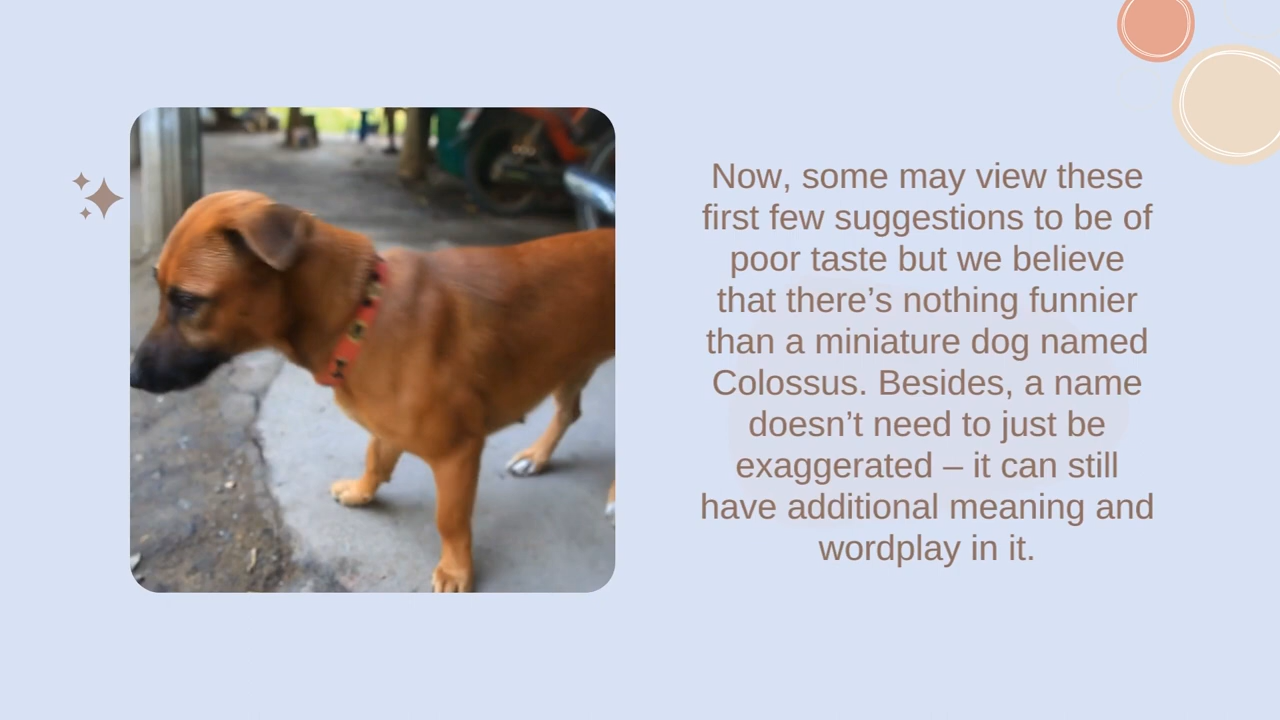 Now, some may view these
first few suggestions to be of
poor taste but we believe
that there’s nothing funnier
than a miniature dog named
Colossus. Besides, a name
doesn’t need to just be
exaggerated – it can still
have additional meaning and
wordplay in it.